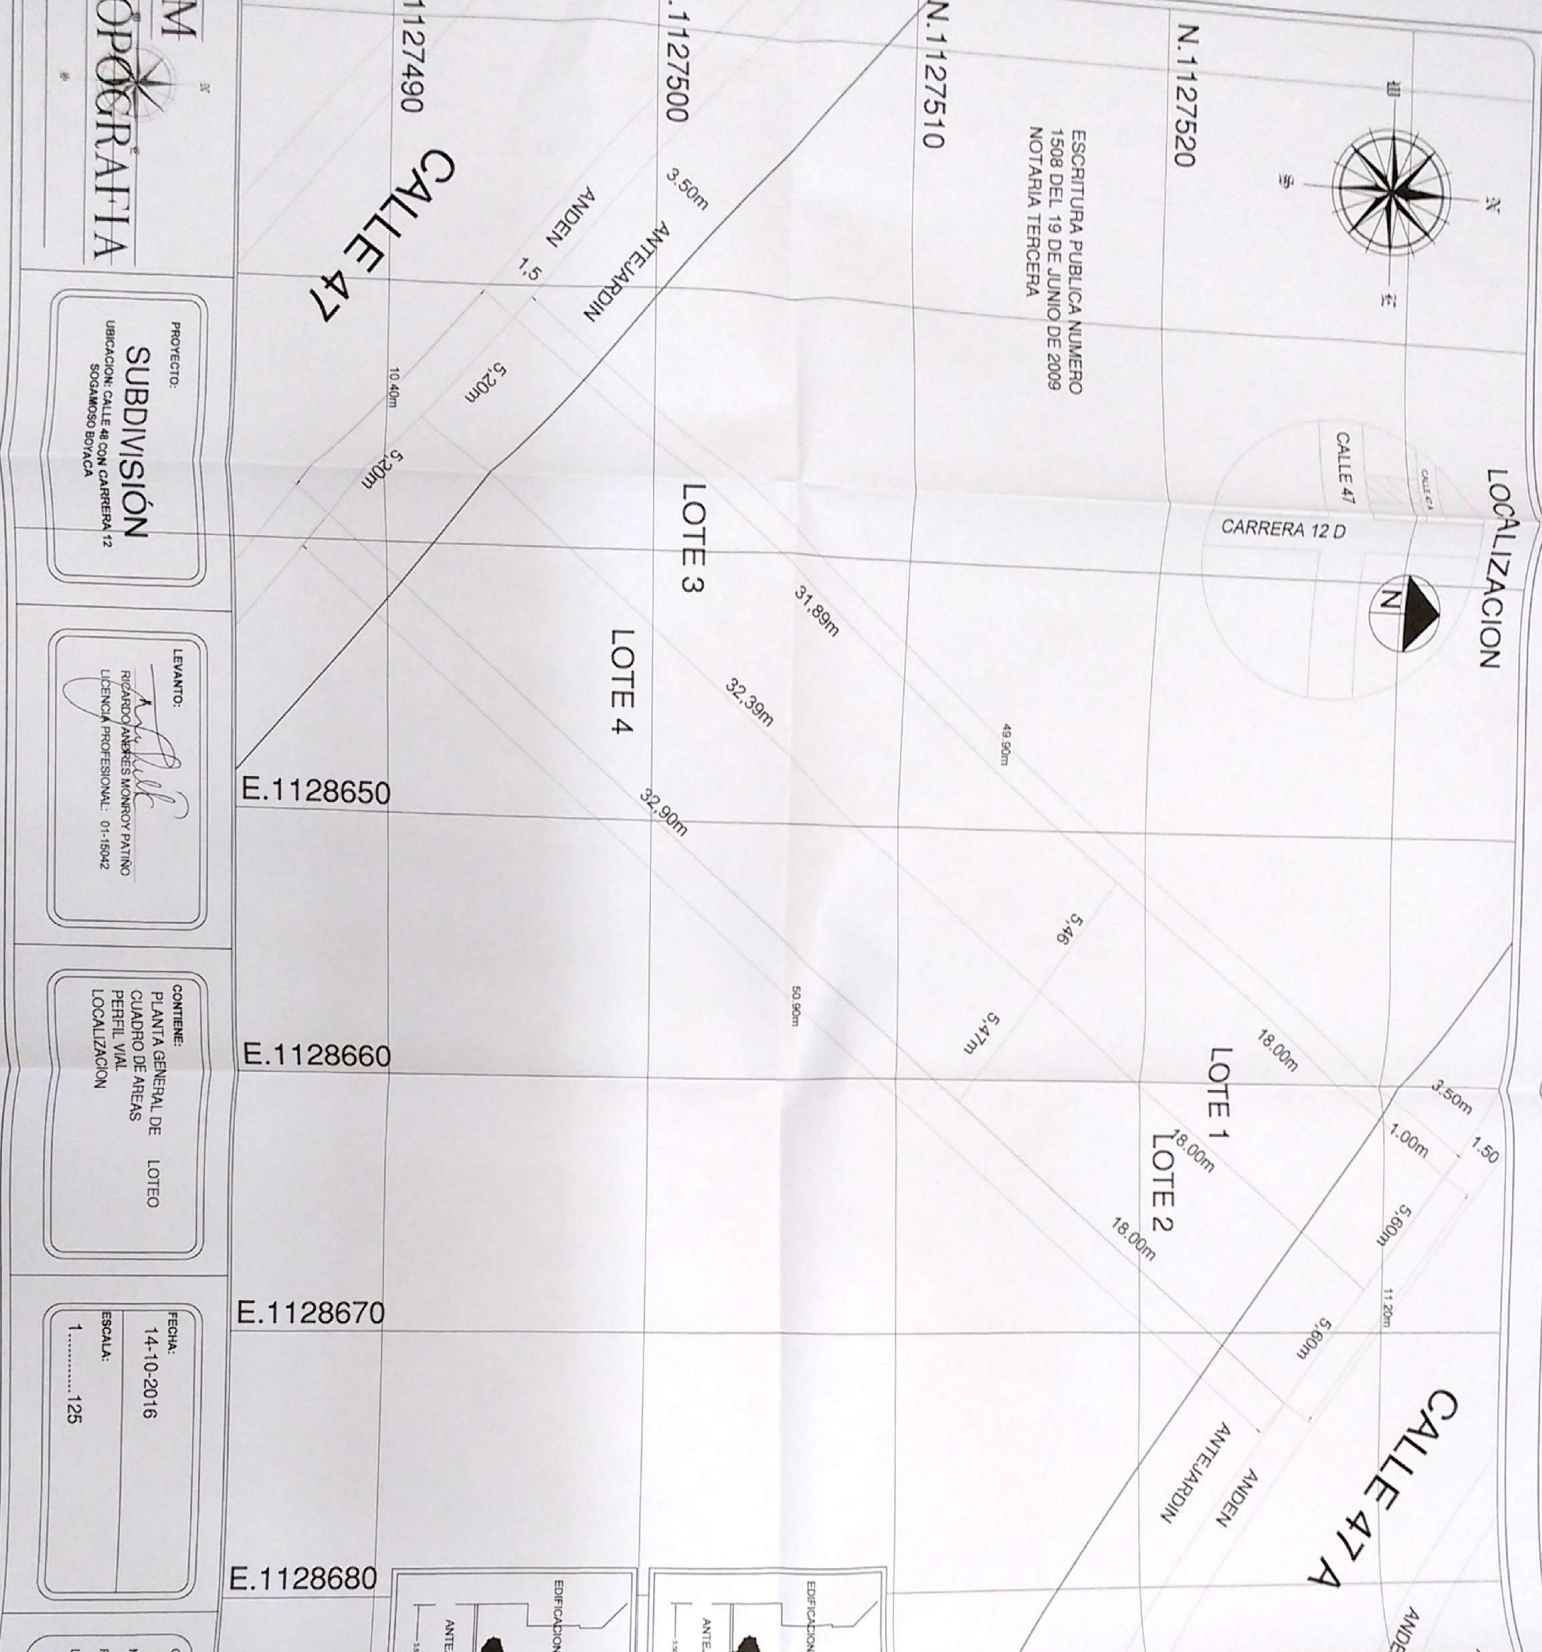 N.1127520
N.1127510
.1127500
1127490
N
E
S
ESCRITURA PUBLICA NUMERO
1508 DEL 19 DE JUNIO DE 2009
NOTARIA TERCERA
LOCALIZACION
CALLE 47
CARRERA 12 D
N
3.50m
ANDEN
ANTEJARDIN
1,5
CALLE 47
5,20m
10.40m
5,20m
LOTE 3
31,89m
LOTE 4
32,39m
49.90m
32,90m
50.90m
5,46
5,47m
LOTE 1
18.00m
18.00m
LOTE 2
18.00m
3.50m
1.00m
1.50
5,60m
11.20m
5,60m
CALLE 47 A
ANTEJARDIN
ANDEN
ANDE
E.1128650
E.1128660
E.1128670
E.1128680
EDIFICACION
ANTE.
EDIFICACION
ANTE.
M
OPOGRAFIA
N
PROYECTO:
SUBDIVISIÓN
UBICACION: CALLE 48 CON CARRERA 12
SOGAMOSO BOYACA
LEVANTO:
RICARDO ANDRES MONROY PATIÑO
LICENCIA PROFESIONAL: 01-15042
CONTIENE:
PLANTA GENERAL DE LOTEO
CUADRO DE AREAS
PERFIL VIAL
LOCALIZACION
FECHA:
14-10-2016
ESCALA:
1.............125